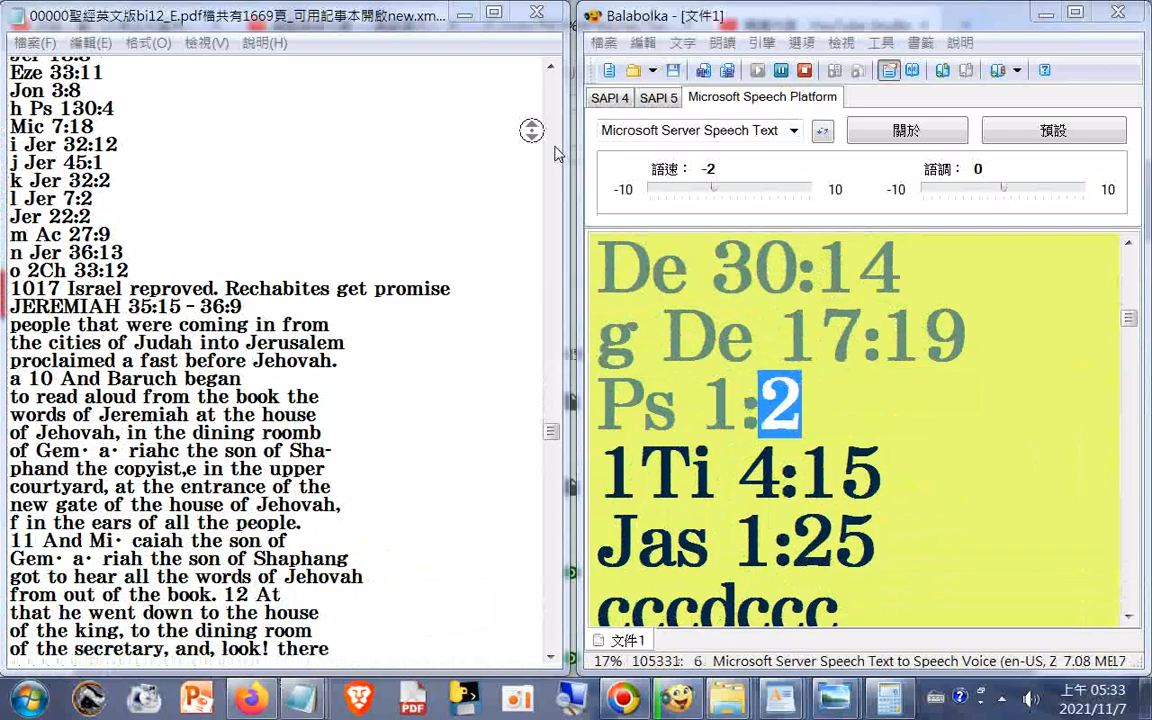 00000聖經英文版bi12_E.pdf檔共有1669頁_可用記事本開啟new.xm...
檔案(F) 編輯(E) 格式(O) 檢視(V) 說明(H)
Eze 33:11
Jon 3:8
h Ps 130:4
Mic 7:18
i Jer 32:12
j Jer 45:1
k Jer 32:2
l Jer 7:2
Jer 22:2
m Ac 27:9
n Jer 36:13
o 2Ch 33:12
1017 Israel reproved. Rechabites get promise
JEREMIAH 35:15 - 36:9
people that were coming in from
the cities of Judah into Jerusalem
proclaimed a fast before Jehovah.
a 10 And Baruch began
to read aloud from the book the
words of Jeremiah at the house
of Jehovah, in the dining roomb
of Gem· a· riahc the son of Sha-
phand the copyist,e in the upper
courtyard, at the entrance of the
new gate of the house of Jehovah,
f in the ears of all the people.
11 And Mi· caiah the son of
Gem· a· riah the son of Shaphang
got to hear all the words of Jehovah
from out of the book. 12 At
that he went down to the house
of the king, to the dining room
of the secretary, and, look! there
Balabolka - [文件1]
檔案 編輯 文字 朗讀 引擎 選項 檢視 工具 書籤 說明
SAPI 4 SAPI 5 Microsoft Speech Platform
Microsoft Server Speech Text 關於 預設
語速： -2 語調： 0
-10 10 -10 10
De 30:14
g De 17:19
Ps 1:2
1Ti 4:15
Jas 1:25
cccdccc
文件1
17% 105331: 6 Microsoft Server Speech Text to Speech Voice (en-US, Z 7.08 ME
上午 05:33
2021/11/7